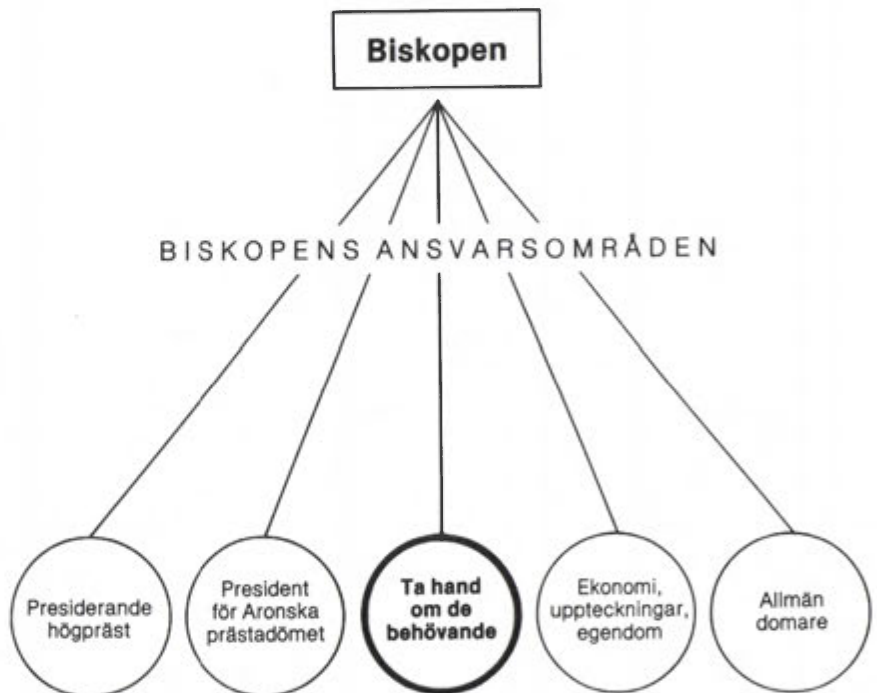 Biskopen
BISKOPENS ANSVARSOMRÅDEN
Presiderande
högpräst
President
för Aronska
prästadömet
Ta hand
om de
behövande
Ekonomi,
uppteckningar,
egendom
Allmän
domare